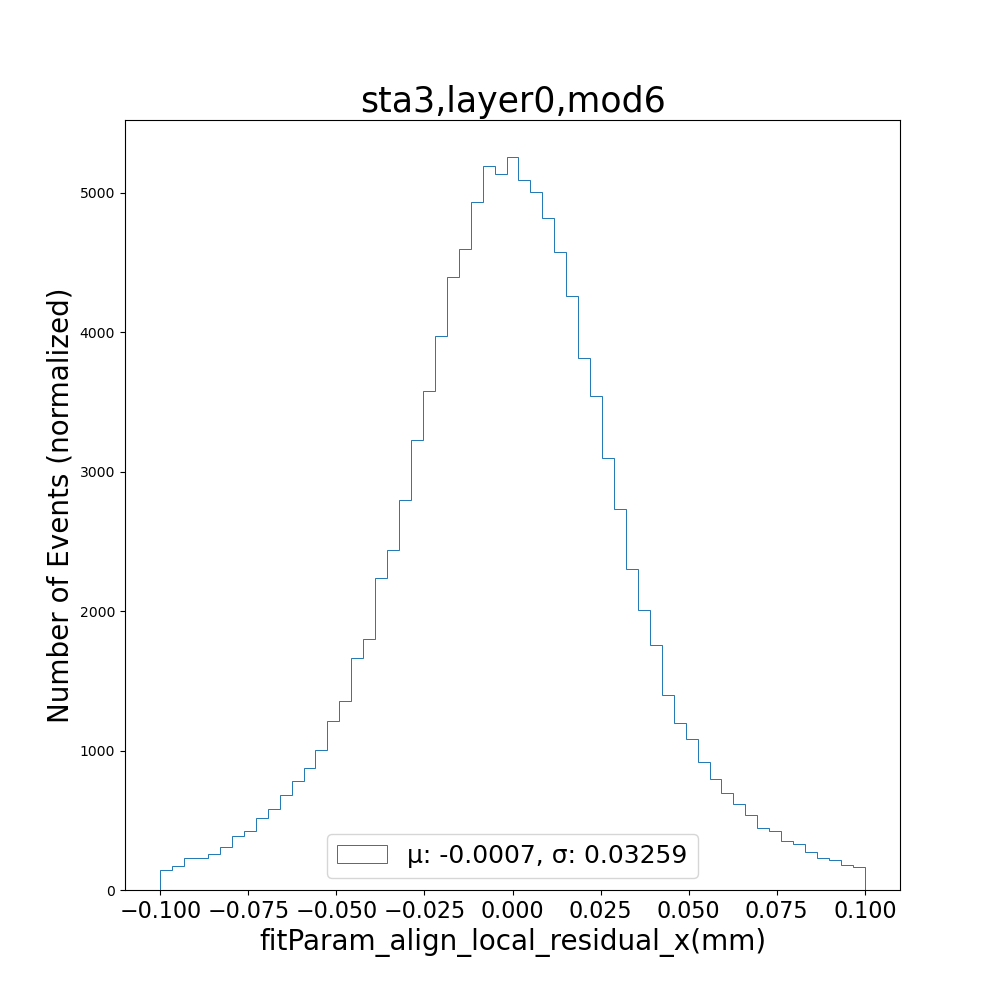 sta3,layer0,mod6
Number of Events (normalized)
5000
4000
3000
2000
1000
0
μ: -0.0007, σ: 0.03259
−0.100 −0.075 −0.050 −0.025 0.000 0.025 0.050 0.075 0.100
fitParam_align_local_residual_x(mm)